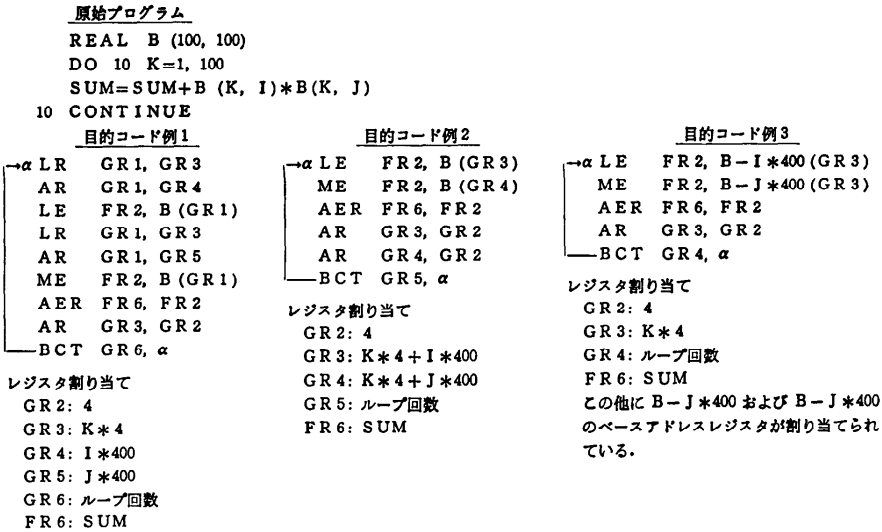 原始プログラム
REAL B (100, 100)
DO 10 K=1, 100
SUM=SUM+B (K, I)*B(K, J)
10 CONTINUE
目的コード例1
→α LR GR1, GR3
AR GR1, GR4
LE FR2, B (GR1)
LR GR1, GR3
AR GR1, GR5
ME FR2, B (GR1)
AER FR6, FR2
AR GR3, GR2
BCT GR6, α
レジスタ割り当て
GR2: 4
GR3: K*4
GR4: I*400
GR5: J*400
GR6: ループ回数
FR6: SUM
目的コード例2
→α LE FR2, B (GR3)
ME FR2, B (GR4)
AER FR6, FR2
AR GR3, GR2
AR GR4, GR2
BCT GR5, α
レジスタ割り当て
GR2: 4
GR3: K*4+I*400
GR4: K*4+J*400
GR5: ループ回数
FR6: SUM
目的コード例3
→α LE FR2, B-I*400 (GR3)
ME FR2, B-J*400 (GR3)
AER FR6, FR2
AR GR3, GR2
BCT GR4, α
レジスタ割り当て
GR2: 4
GR3: K*4
GR4: ループ回数
FR6: SUM
この他に B-J*400 および B-J*400
のベースアドレスレジスタが割り当てられ
ている.